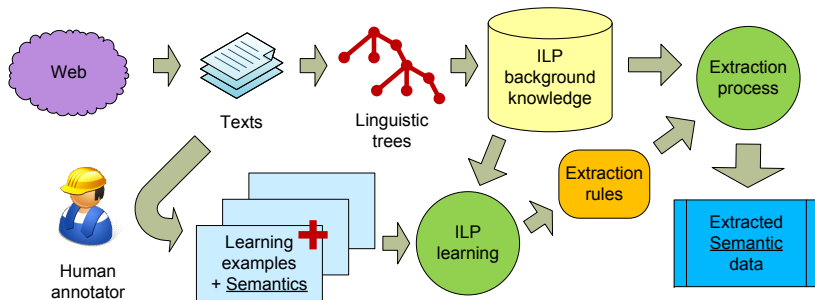 Web
Texts
Linguistic
trees
ILP
background
knowledge
Extraction
process
Human
annotator
Learning
examples
+ Semantics
ILP
learning
Extraction
rules
Extracted
Semantic
data